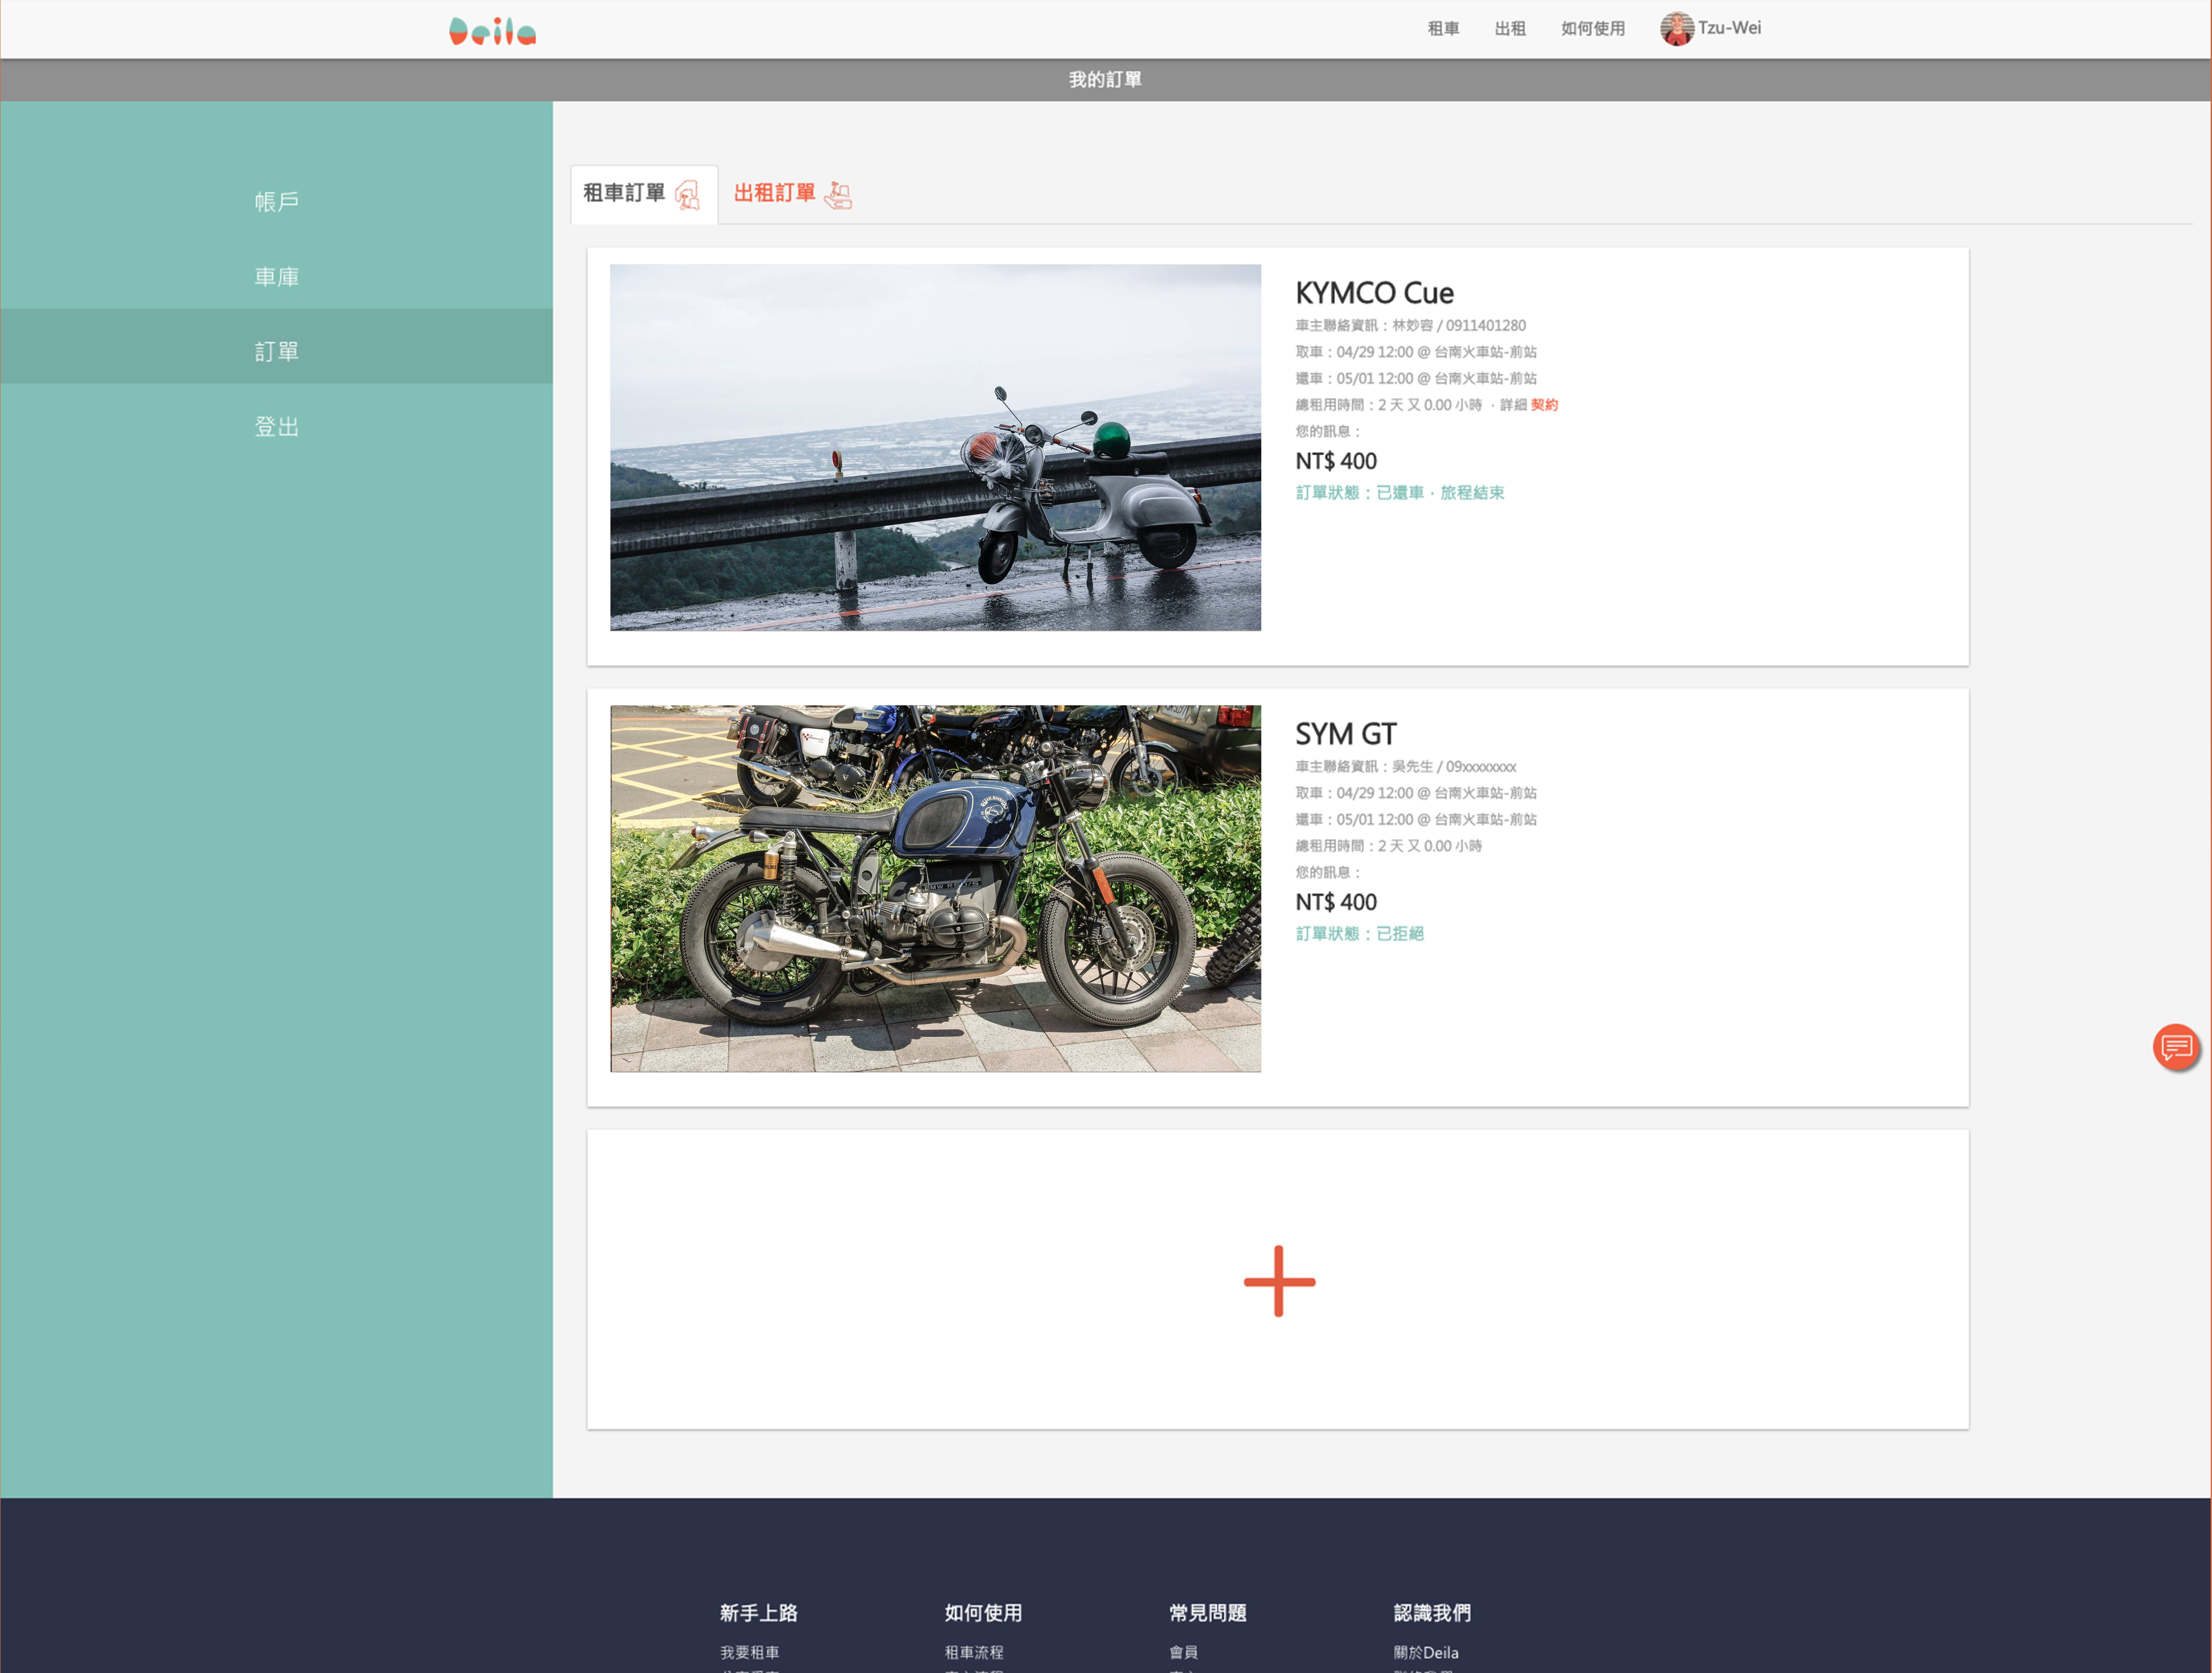 Deila
租車 出租 如何使用 Tzu-Wei
我的訂單
帳戶
車庫
訂單
登出
租車訂單 出租訂單
KYMCO Cue
車主聯絡資訊：林妙容 / 0911401280
取車：04/29 12:00 @ 台南火車站-前站
還車：05/01 12:00 @ 台南火車站-前站
總租用時間：2 天 又 0.00 小時 ‧ 詳細 契約
您的訊息：
NT$ 400
訂單狀態：已還車‧旅程結束
SYM GT
車主聯絡資訊：吳先生 / 09xxxxxxxx
取車：04/29 12:00 @ 台南火車站-前站
還車：05/01 12:00 @ 台南火車站-前站
總租用時間：2 天 又 0.00 小時
您的訊息：
NT$ 400
訂單狀態：已拒絕
新手上路 如何使用 常見問題 認識我們
我要租車 租車流程 會員 關於Deila